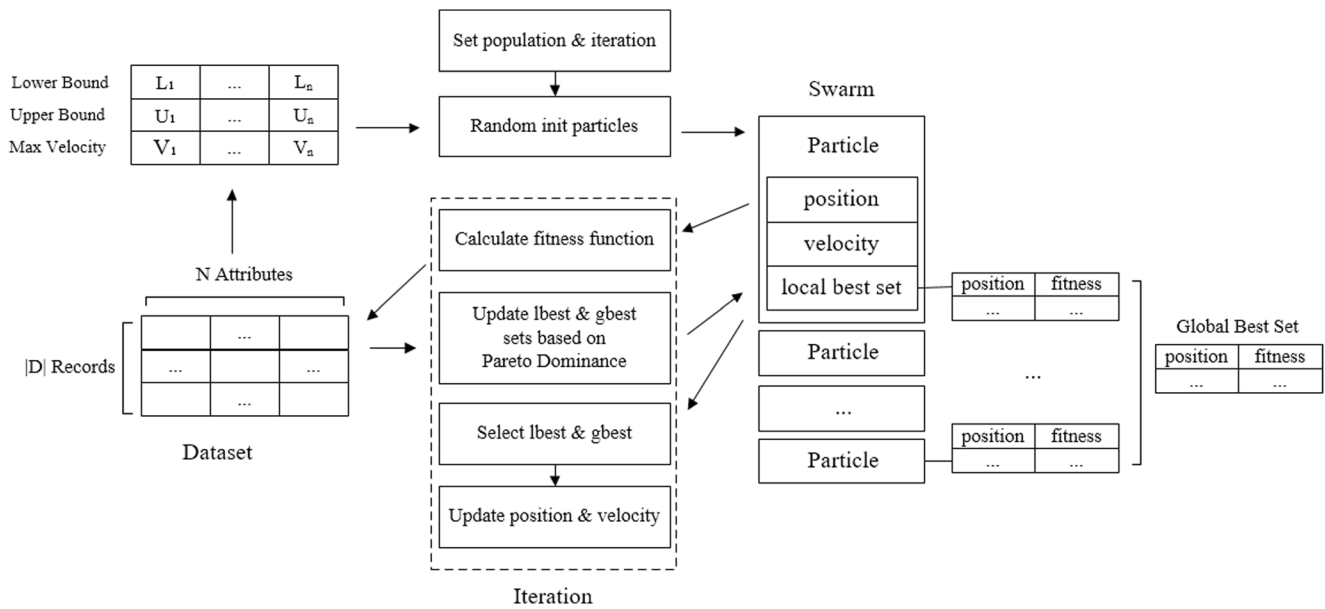 Set population & iteration
Random init particles
Lower Bound L₁ ... Lₙ
Upper Bound U₁ ... Uₙ
Max Velocity V₁ ... Vₙ
N Attributes
...
|D| Records ... ...
...
Dataset
Calculate fitness function
Update lbest & gbest
sets based on
Pareto Dominance
Select lbest & gbest
Update position & velocity
Iteration
Swarm
Particle
position
velocity
local best set
Particle
...
Particle
position fitness
... ...
...
position fitness
... ...
Global Best Set
position fitness
... ...